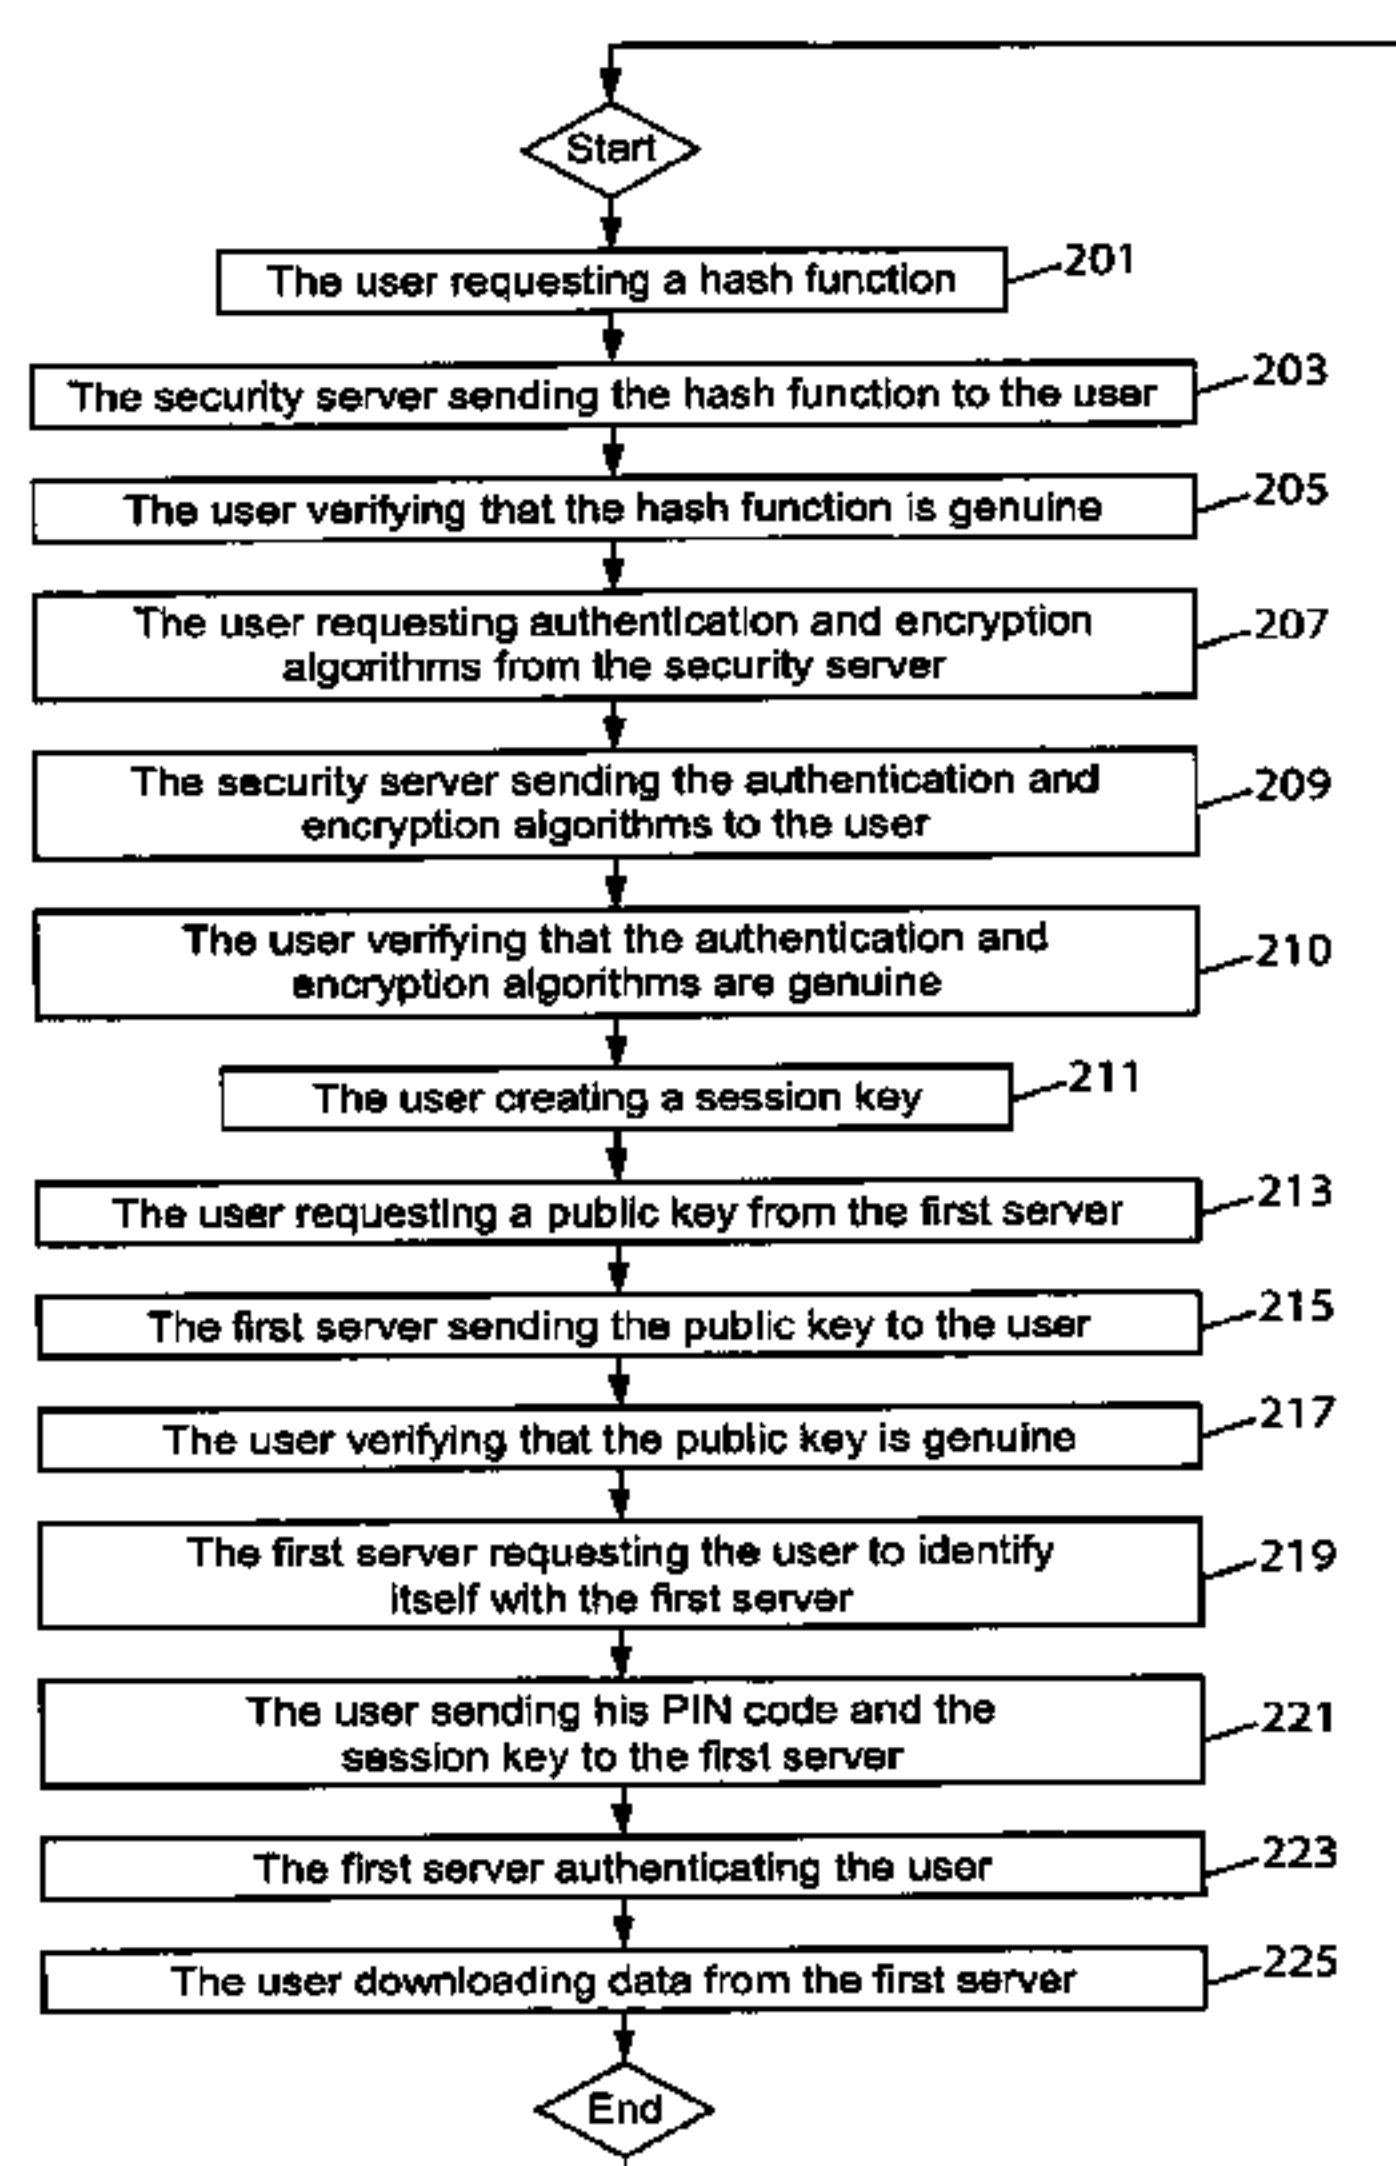 Start
The user requesting a hash function
201
The security server sending the hash function to the user
203
The user verifying that the hash function is genuine
205
The user requesting authentication and encryption
algorithms from the security server
207
The security server sending the authentication and
encryption algorithms to the user
209
The user verifying that the authentication and
encryption algorithms are genuine
210
The user creating a session key
211
The user requesting a public key from the first server
213
The first server sending the public key to the user
215
The user verifying that the public key is genuine
217
The first server requesting the user to identify
itself with the first server
219
The user sending his PIN code and the
session key to the first server
221
The first server authenticating the user
223
The user downloading data from the first server
225
End